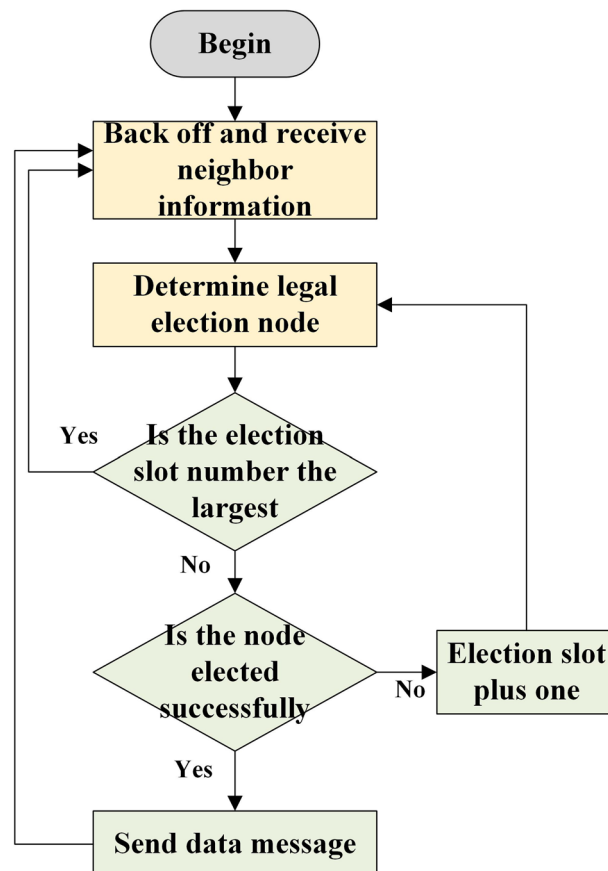 Begin
Back off and receive
neighbor
information
Determine legal
election node
Yes
Is the election
slot number the
largest
No
Is the node
elected
successfully
No
Election slot
plus one
Yes
Send data message